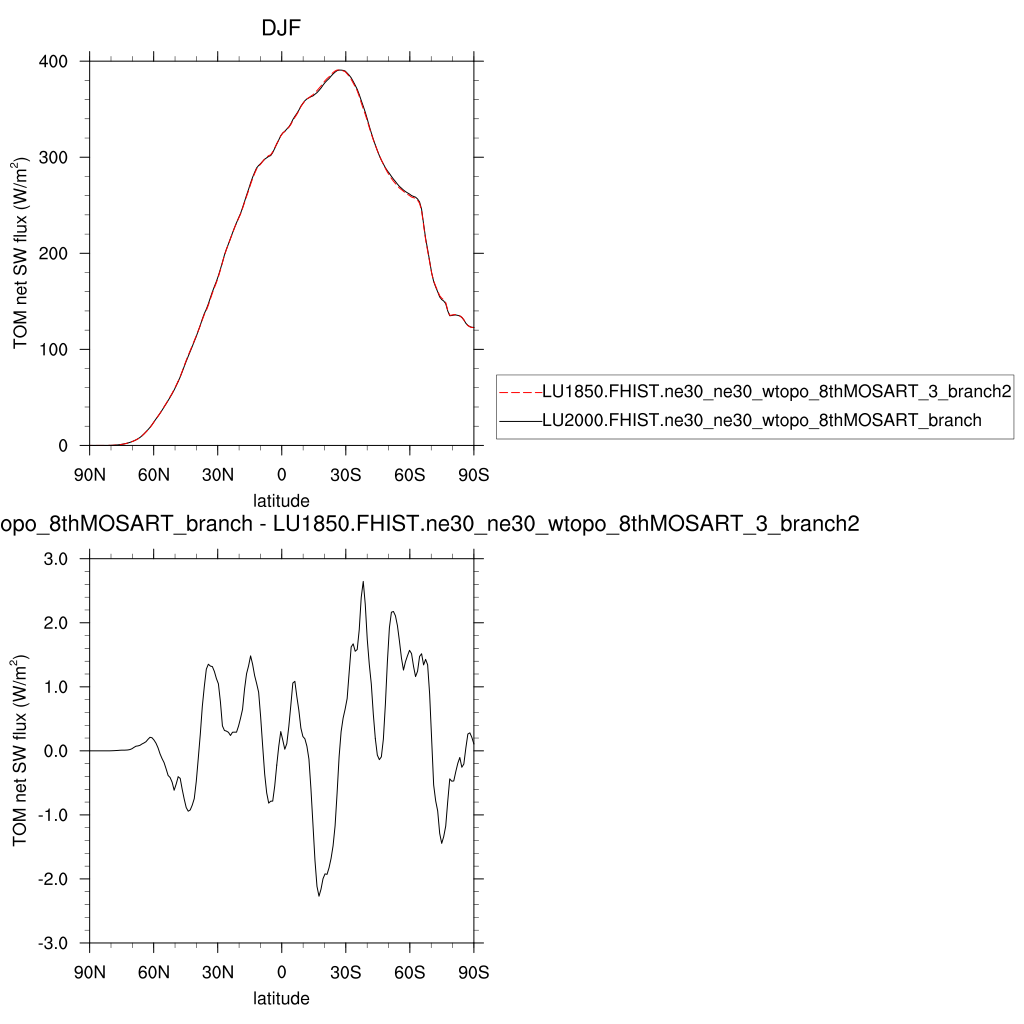 DJF
400
300
200
100
0
TOM net SW flux (W/m²)
90N 60N 30N 0 30S 60S 90S
latitude
LU1850.FHIST.ne30_ne30_wtopo_8thMOSART_3_branch2
LU2000.FHIST.ne30_ne30_wtopo_8thMOSART_branch
opo_8thMOSART_branch - LU1850.FHIST.ne30_ne30_wtopo_8thMOSART_3_branch2
3.0
2.0
1.0
0.0
-1.0
-2.0
-3.0
TOM net SW flux (W/m²)
90N 60N 30N 0 30S 60S 90S
latitude